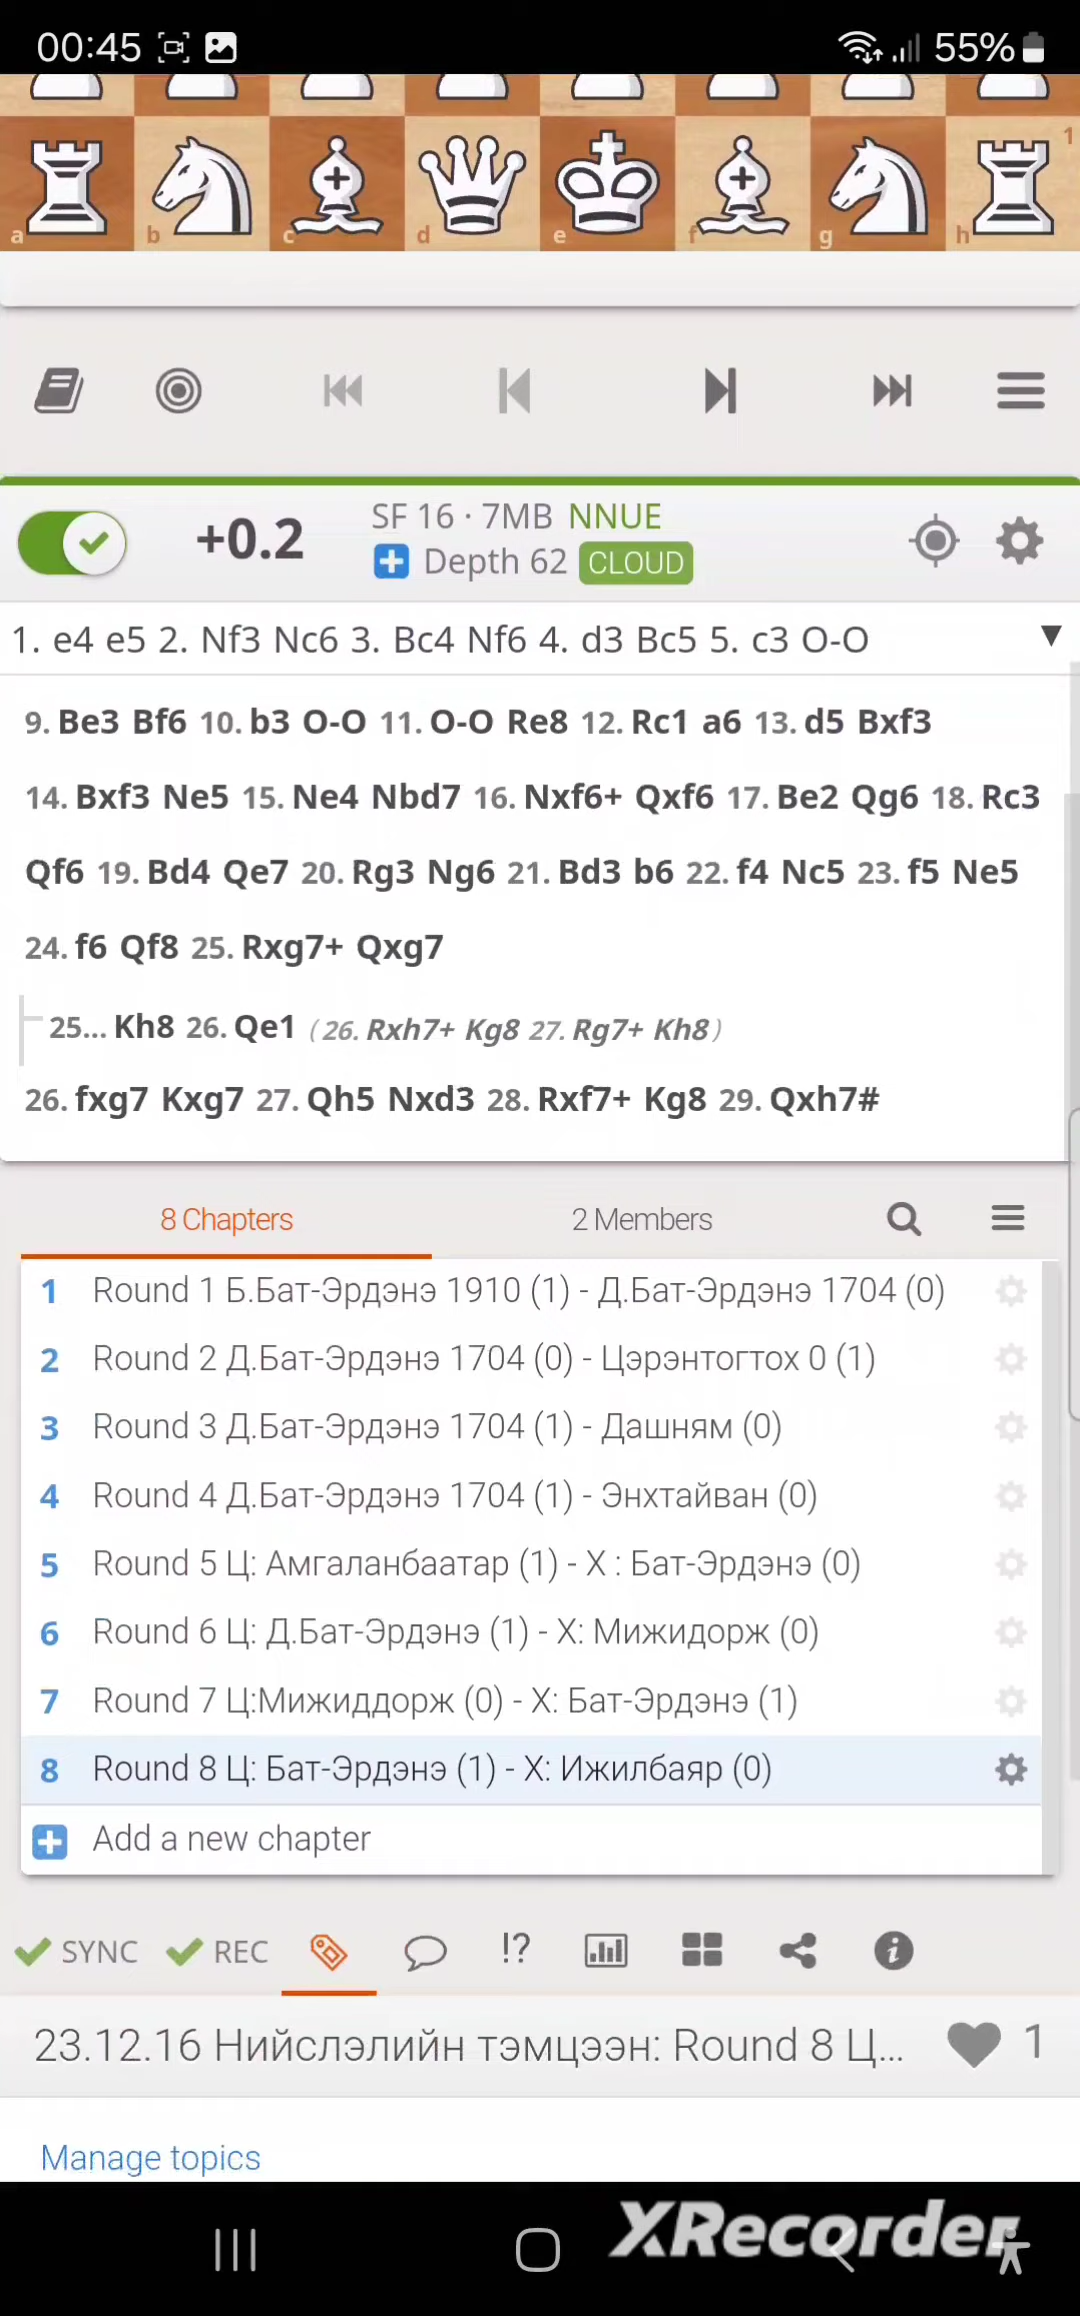 00:45 55%
1
a b c d e f g h
+0.2 SF 16 · 7MB NNUE
Depth 62 CLOUD
1. e4 e5 2. Nf3 Nc6 3. Bc4 Nf6 4. d3 Bc5 5. c3 O-O
9. Be3 Bf6 10. b3 O-O 11. O-O Re8 12. Rc1 a6 13. d5 Bxf3
14. Bxf3 Ne5 15. Ne4 Nbd7 16. Nxf6+ Qxf6 17. Be2 Qg6 18. Rc3
Qf6 19. Bd4 Qe7 20. Rg3 Ng6 21. Bd3 b6 22. f4 Nc5 23. f5 Ne5
24. f6 Qf8 25. Rxg7+ Qxg7
25... Kh8 26. Qe1 (26. Rxh7+ Kg8 27. Rg7+ Kh8)
26. fxg7 Kxg7 27. Qh5 Nxd3 28. Rxf7+ Kg8 29. Qxh7#
8 Chapters 2 Members
1 Round 1 Б.Бат-Эрдэнэ 1910 (1) - Д.Бат-Эрдэнэ 1704 (0)
2 Round 2 Д.Бат-Эрдэнэ 1704 (0) - Цэрэнтогтох 0 (1)
3 Round 3 Д.Бат-Эрдэнэ 1704 (1) - Дашням (0)
4 Round 4 Д.Бат-Эрдэнэ 1704 (1) - Энхтайван (0)
5 Round 5 Ц: Амгаланбаатар (1) - Х : Бат-Эрдэнэ (0)
6 Round 6 Ц: Д.Бат-Эрдэнэ (1) - Х: Мижидорж (0)
7 Round 7 Ц:Мижиддорж (0) - Х: Бат-Эрдэнэ (1)
8 Round 8 Ц: Бат-Эрдэнэ (1) - Х: Ижилбаяр (0)
Add a new chapter
SYNC REC !?
23.12.16 Нийслэлийн тэмцээн: Round 8 Ц... 1
Manage topics
XRecorder